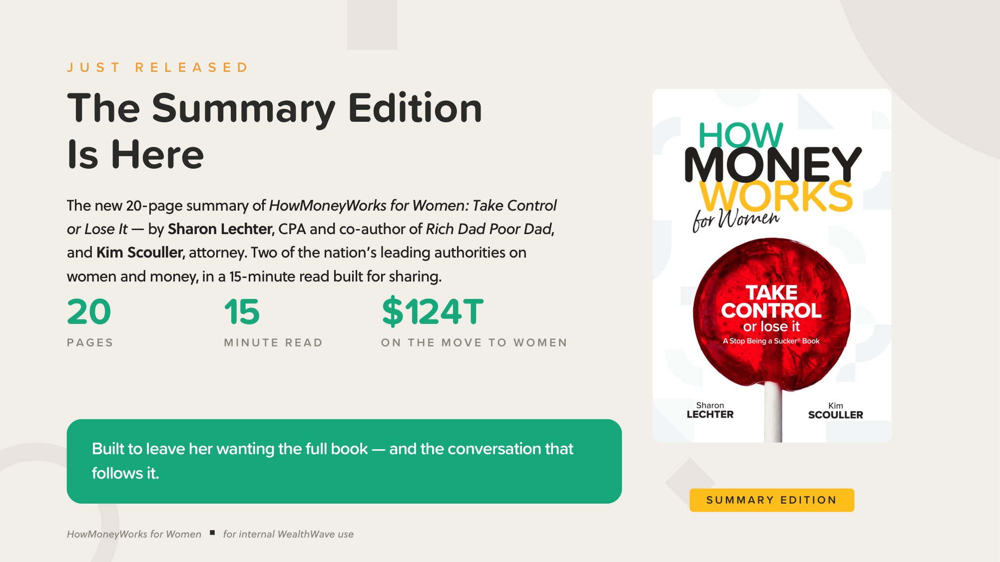 JUST RELEASED
The Summary Edition
Is Here
The new 20-page summary of HowMoneyWorks for Women: Take Control
or Lose It — by Sharon Lechter, CPA and co-author of Rich Dad Poor Dad,
and Kim Scouller, attorney. Two of the nation’s leading authorities on
women and money, in a 15-minute read built for sharing.
20
PAGES
15
MINUTE READ
$124T
ON THE MOVE TO WOMEN
Built to leave her wanting the full book — and the conversation that
follows it.
HowMoneyWorks for Women ■ for internal WealthWave use
HOW
MONEY
WORKS
for Women
TAKE
CONTROL
or lose it
A Stop Being a Sucker® Book
Sharon
LECHTER
Kim
SCOULLER
SUMMARY EDITION